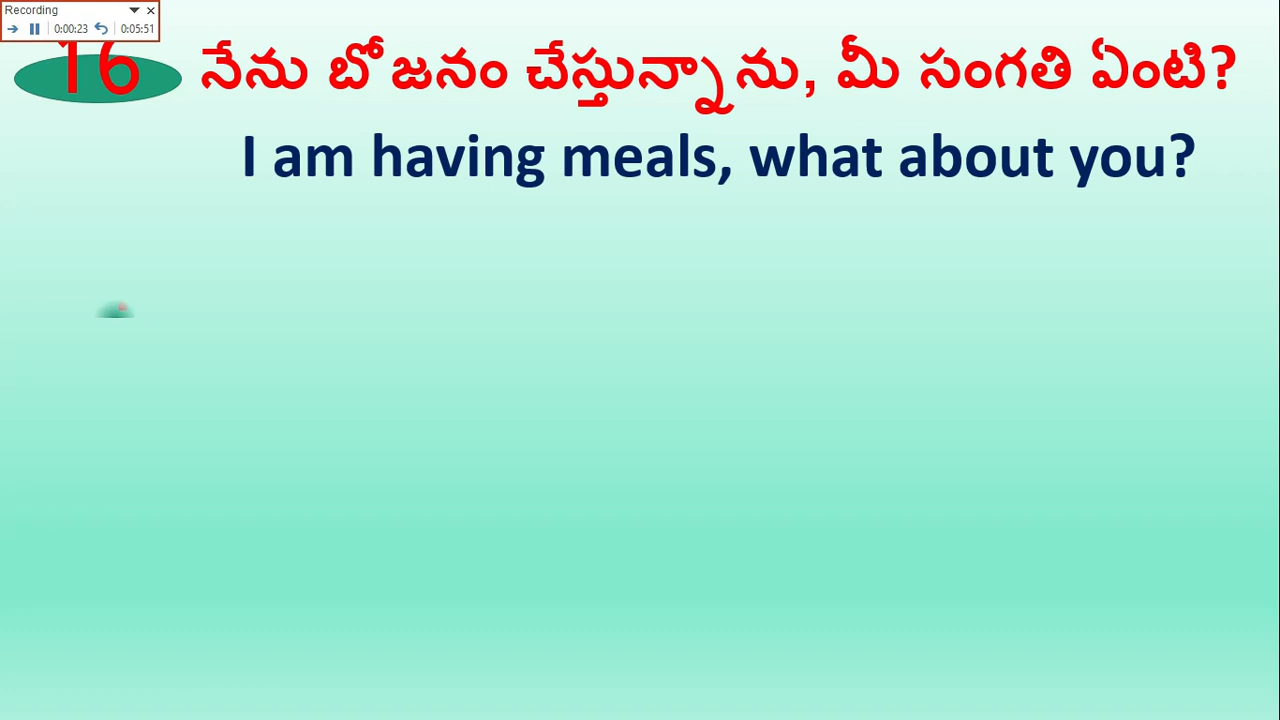 Recording
0:00:23 0:05:51
16 నేను బోజనం చేస్తున్నాను, మీ సంగతి ఏంటి?
I am having meals, what about you?